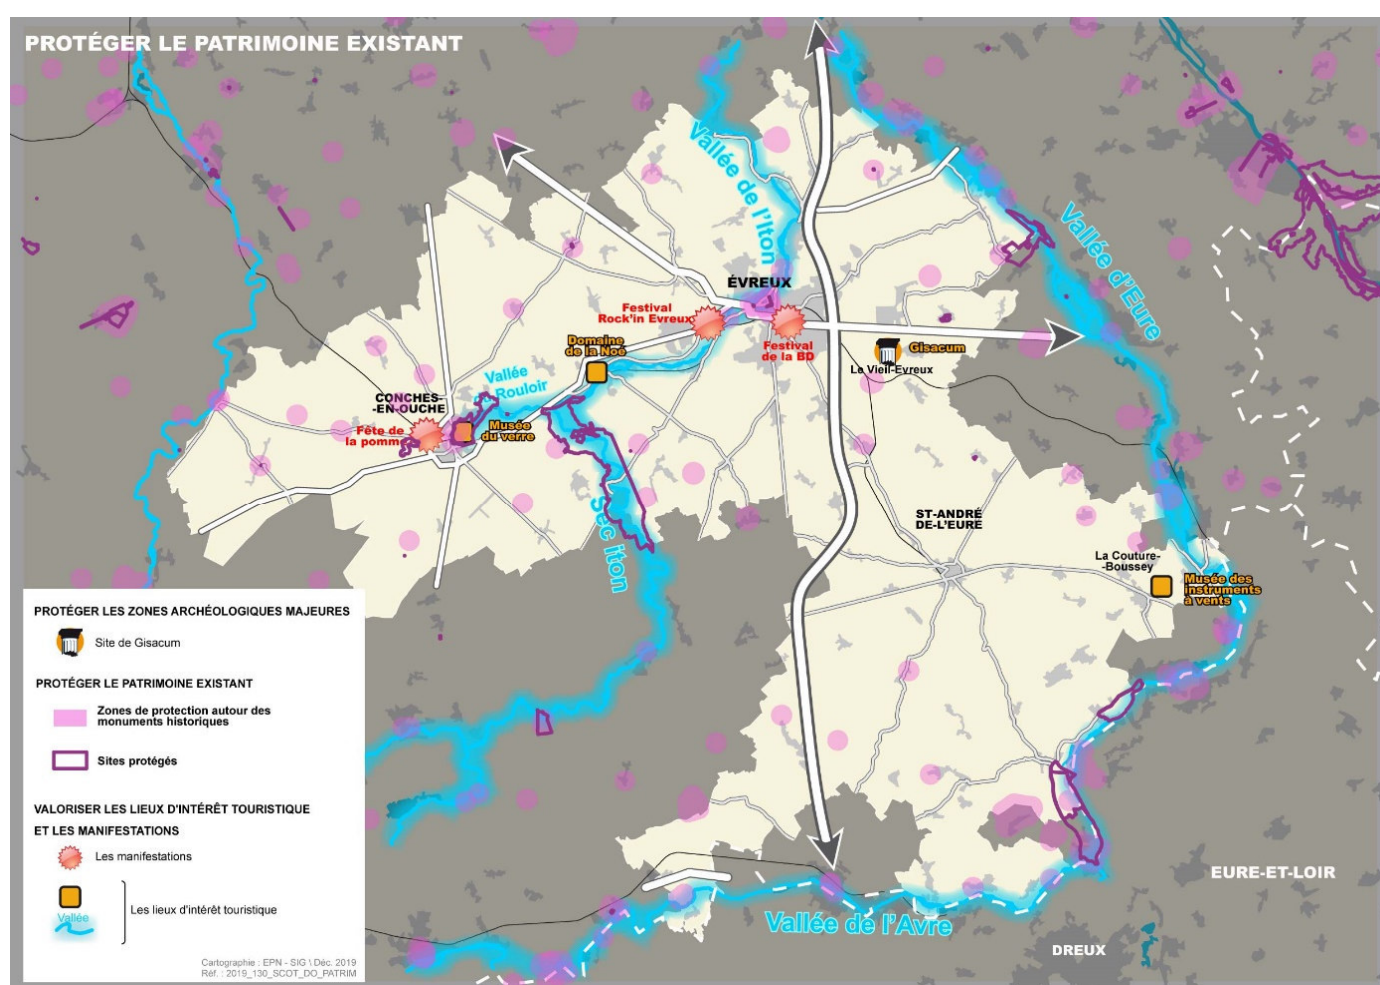 PROTÉGER LE PATRIMOINE EXISTANT
Vallée de l'Iton
Vallée d'Eure
ÉVREUX
Festival
Rock'in Evreux
Domaine
de la Noë
Festival
de la BD
Gisacum
Le Vieil-Evreux
Vallée
Rouloir
CONCHES-
-EN-OUCHE
Fête de
la pomme
Musée
du verre
Sec Iton
ST-ANDRÉ
DE-L'EURE
La Couture-
-Boussey
Musée des
instruments
à vents
PROTÉGER LES ZONES ARCHÉOLOGIQUES MAJEURES
Site de Gisacum
PROTÉGER LE PATRIMOINE EXISTANT
Zones de protection autour des
monuments historiques
Sites protégés
VALORISER LES LIEUX D'INTÉRÊT TOURISTIQUE
ET LES MANIFESTATIONS
Les manifestations
Vallée
Les lieux d'intérêt touristique
Cartographie : EPN - SIG \ Déc. 2019
Réf. : 2019_130_SCOT_DO_PATRIM
EURE-ET-LOIR
Vallée de l'Avre
DREUX